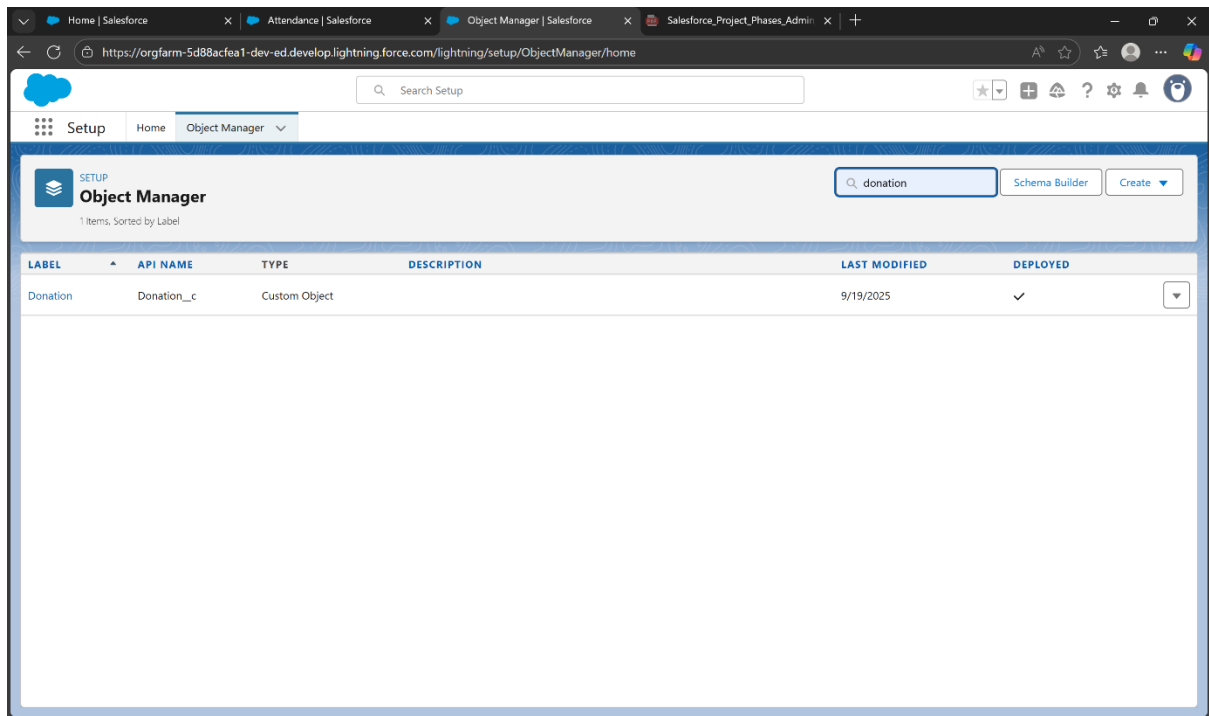 Home | Salesforce
Attendance | Salesforce
Object Manager | Salesforce
Salesforce_Project_Phases_Admin
https://orgfarm-5d88acfea1-dev-ed.develop.lightning.force.com/lightning/setup/ObjectManager/home
Search Setup
Setup Home Object Manager
SETUP
Object Manager
1 Items, Sorted by Label
donation
Schema Builder
Create
LABEL API NAME TYPE DESCRIPTION LAST MODIFIED DEPLOYED
Donation Donation__c Custom Object 9/19/2025